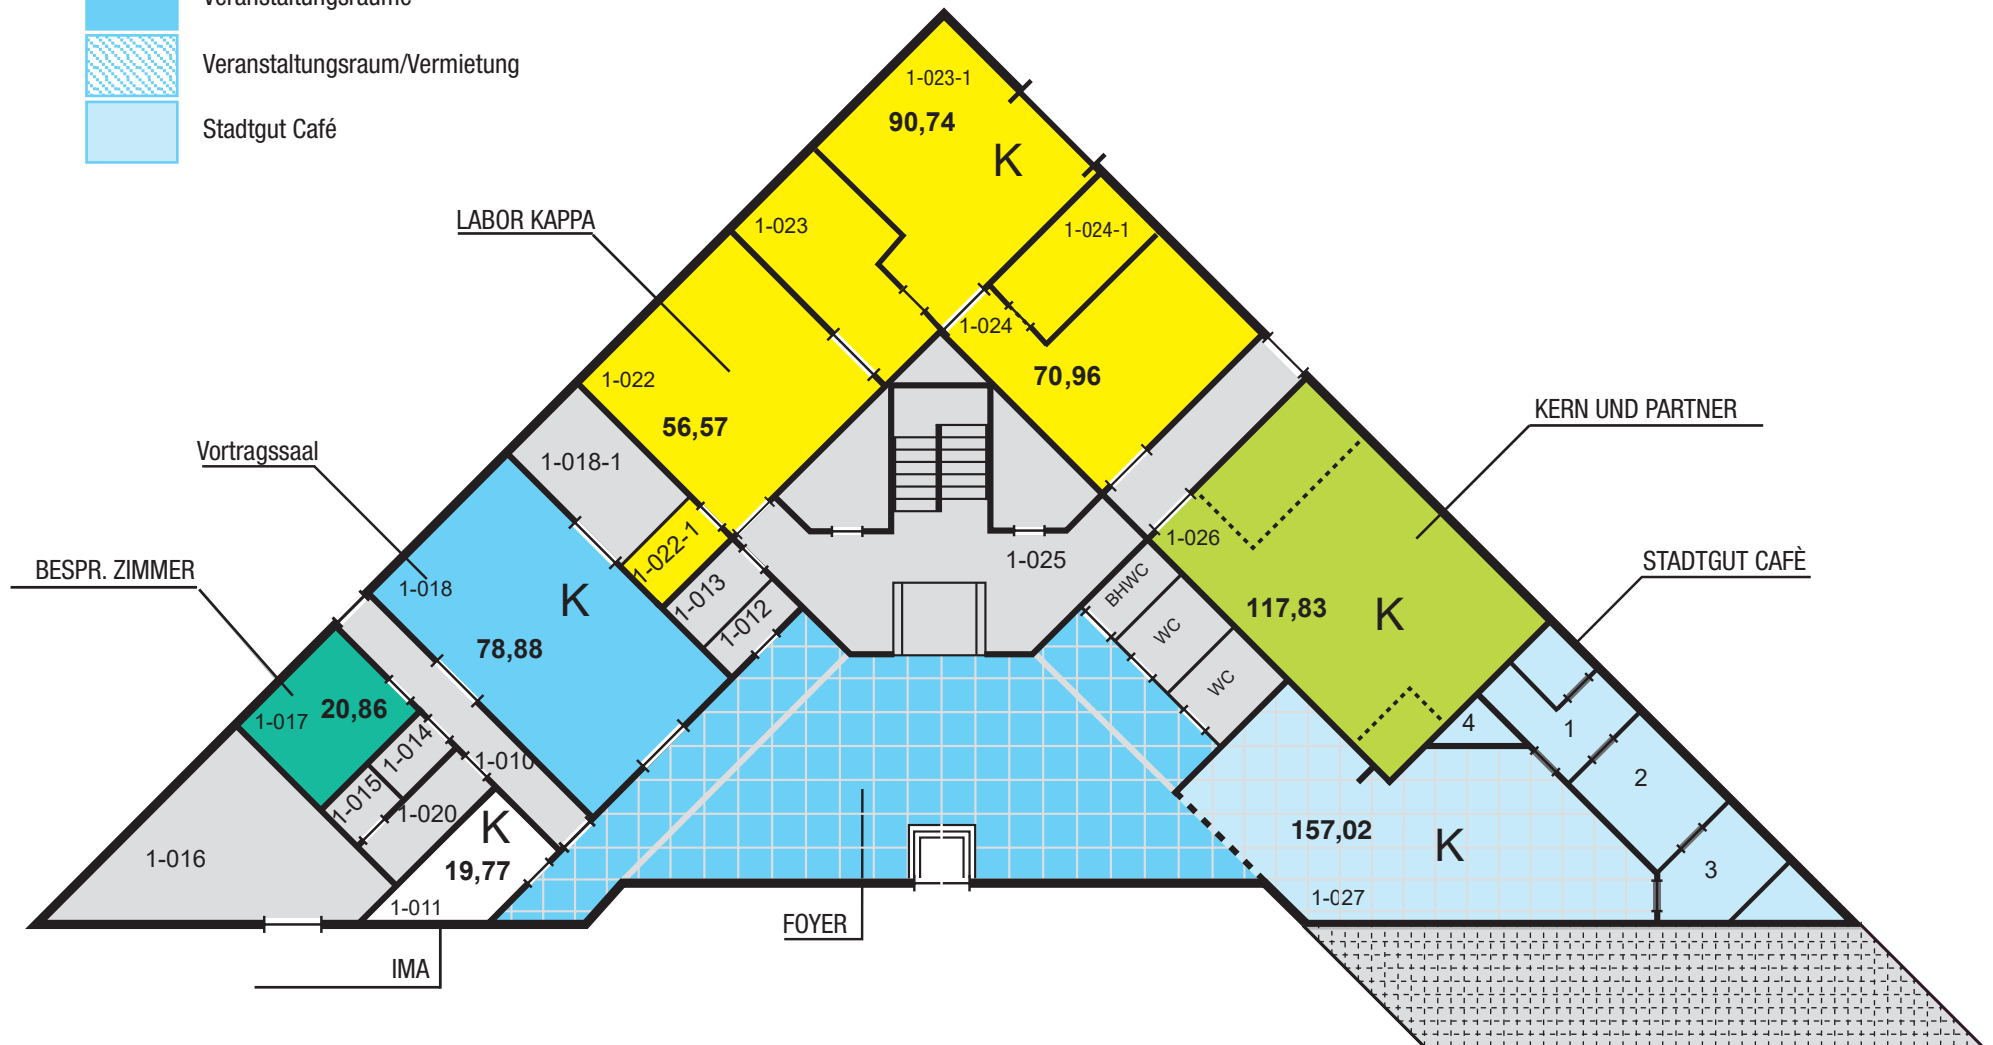 Veranstaltungsräume
Veranstaltungsraum/Vermietung
Stadtgut Café
1-023-1
90,74
K
LABOR KAPPA
1-023
1-024-1
1-024
70,96
1-022
56,57
KERN UND PARTNER
Vortragssaal
1-018-1
1-022-1
1-025
1-026
BESPR. ZIMMER
1-018
K
78,88
1-013
1-012
BHWC
WC
WC
117,83
K
STADTGUT CAFÈ
1-017
20,86
1-014
1-010
1-015
1-020
4
1
2
K
19,77
157,02
K
1-016
3
1-011
1-027
FOYER
IMA